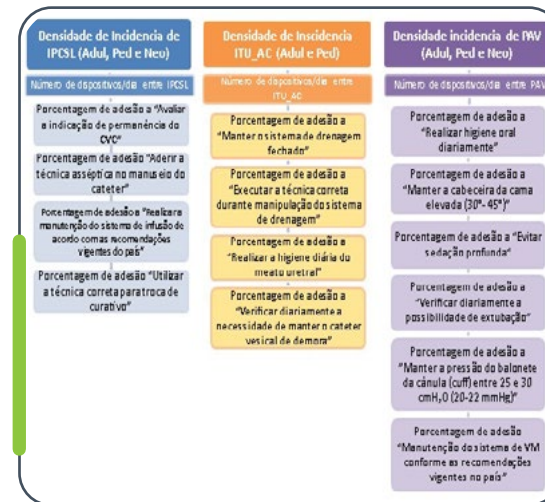 Densidade de Incidencia de
IPCSL (Adul, Ped e Neo)
Número de dispositivos/dia entre IPCSL
Porcentagem de adesão a "Avaliar
a indicação de permanência do
CVC"
Porcentagem de adesão "Aderir a
técnica asséptica no manuseio do
cateter"
Porcentagem de adesão a "Realizar a
manutenção do sistema de infusão de
acordo com as recomendações
vigentes do país"
Porcentagem de adesão "Utilizar
a técnica correta para troca de
curativo"
Densidade de Inscidencia
ITU_AC (Adul e Ped)
Número de dispositivos/dia entre
ITU_AC
Porcentagem de adesão a
"Manter o sistema de drenagem
fechado"
Porcentagem de adesão a
"Executar a técnica correta
durante manipulação do sistema
de drenagem"
Porcentagem de adesão a
"Realizar a higiene diária do
meato uretral"
Porcentagem de adesão a
"Verificar diariamente a
necessidade de manter o cateter
vesical de demora"
Densidade incidencia de PAV
(Adul, Ped e Neo)
Número de dispositivos/dia entre PAV
Porcentagem de adesão a
"Realizar higiene oral
diariamente"
Porcentagem de adesão a
"Manter a cabeceira da cama
elevada (30°- 45°)"
Porcentagem de adesão a "Evitar
sedação profunda"
Porcentagem de adesão a
"Verificar diariamente a
possibilidade de extubação"
Porcentagem de adesão a
"Manter a pressão do balonete
da cânula (cuff) entre 25 e 30
cmH₂O (20-22 mmHg)"
Porcentagem de adesão
"Manutenção do sistema de VM
conforme as recomendações
vigentes no país"